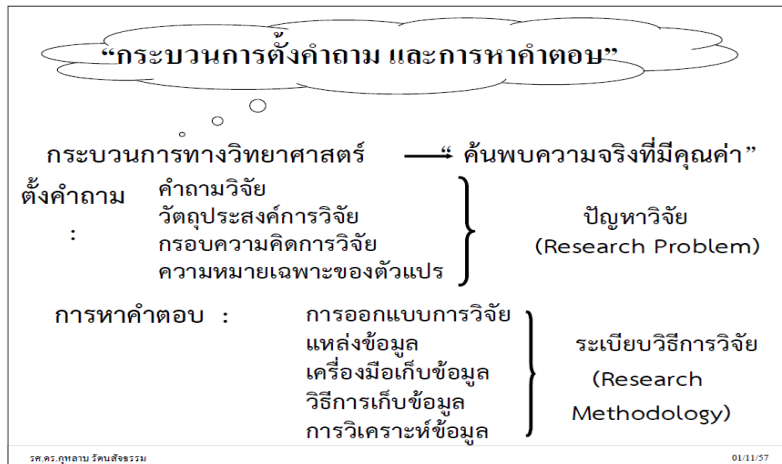 “กระบวนการตั้งคำถาม และการหาคำตอบ”
กระบวนการทางวิทยาศาสตร์ “ ค้นพบความจริงที่มีคุณค่า”
ตั้งคำถาม :
คำถามวิจัย
วัตถุประสงค์การวิจัย
กรอบความคิดการวิจัย
ความหมายเฉพาะของตัวแปร
ปัญหาวิจัย
(Research Problem)
การหาคำตอบ :
การออกแบบการวิจัย
แหล่งข้อมูล
เครื่องมือเก็บข้อมูล
วิธีการเก็บข้อมูล
การวิเคราะห์ข้อมูล
ระเบียบวิธีการวิจัย
(Research
Methodology)
รศ.ดร.กุหลาบ รัตนสัจธรรม
01/11/57